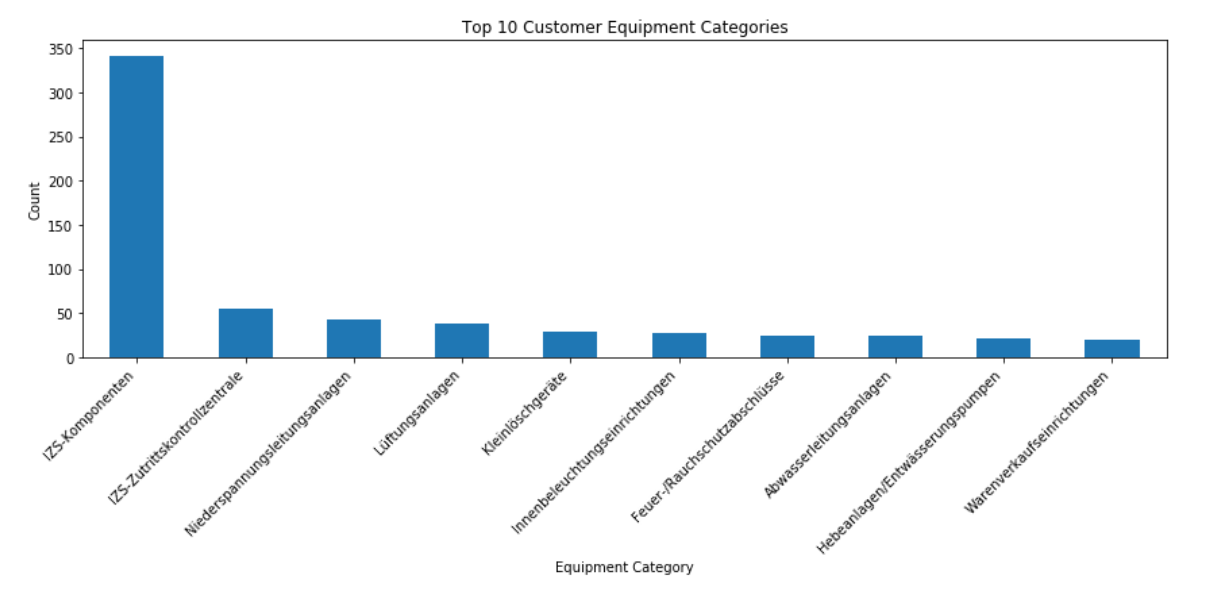 Top 10 Customer Equipment Categories
350
300
250
200
150
100
50
0
Count
IZS-Komponenten
IZS-Zutrittskontrollzentrale
Niederspannungsleitungsanlagen
Lüftungsanlagen
Kleinlöschgeräte
Innenbeleuchtungseinrichtungen
Feuer-/Rauchschutzabschlüsse
Abwasserleitungsanlagen
Hebeanlagen/Entwässerungspumpen
Warenverkaufseinrichtungen
Equipment Category